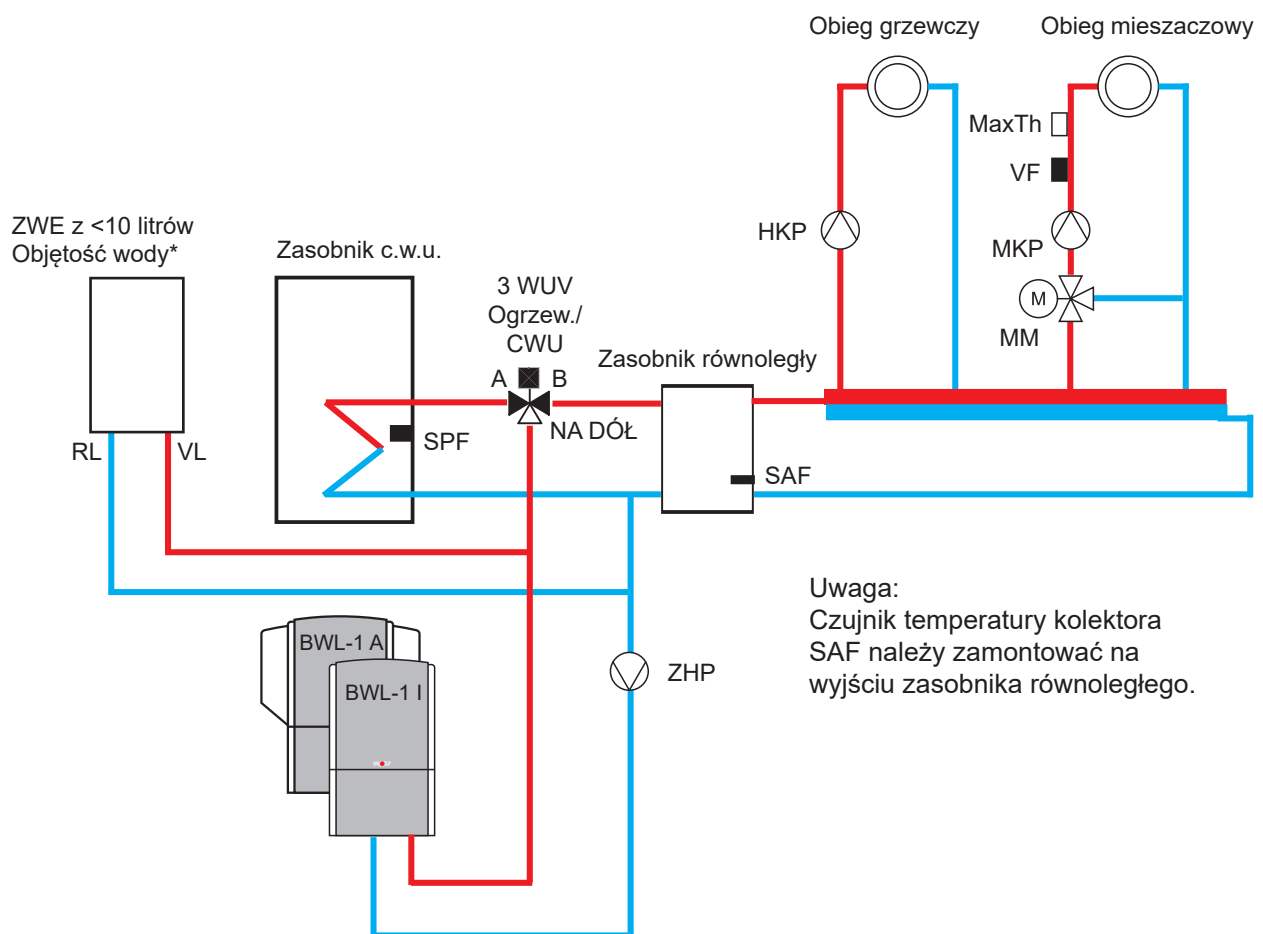 Obieg grzewczy
Obieg mieszaczowy
MaxTh
VF
HKP
MKP
M
MM
ZWE z <10 litrów
Objętość wody*
RL
VL
Zasobnik c.w.u.
SPF
3 WUV
Ogrzew./
CWU
A
B
NA DÓŁ
Zasobnik równoległy
SAF
BWL-1 A
BWL-1 I
ZHP
Uwaga:
Czujnik temperatury kolektora
SAF należy zamontować na
wyjściu zasobnika równoległego.